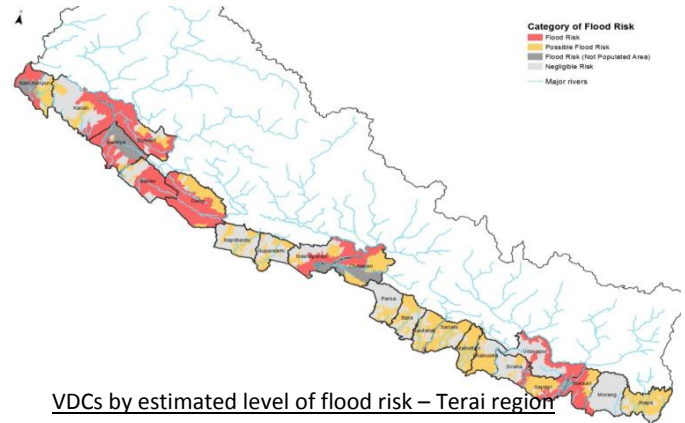 Category of Flood Risk
Flood Risk
Possible Flood Risk
Flood Risk (Not Populated Area)
Negligible Risk
Major rivers
Kailali
Surkhet
Bardiya
Banke
Dang
Kapilbastu
Rupandehi
Nawalparasi
Chitawan
Parsa
Bara
Rautahat
Sarlahi
Mahottari
Dhanusha
Siraha
Udayapur
Saptari
Sunsari
Morang
Jhapa
VDCs by estimated level of flood risk – Terai region